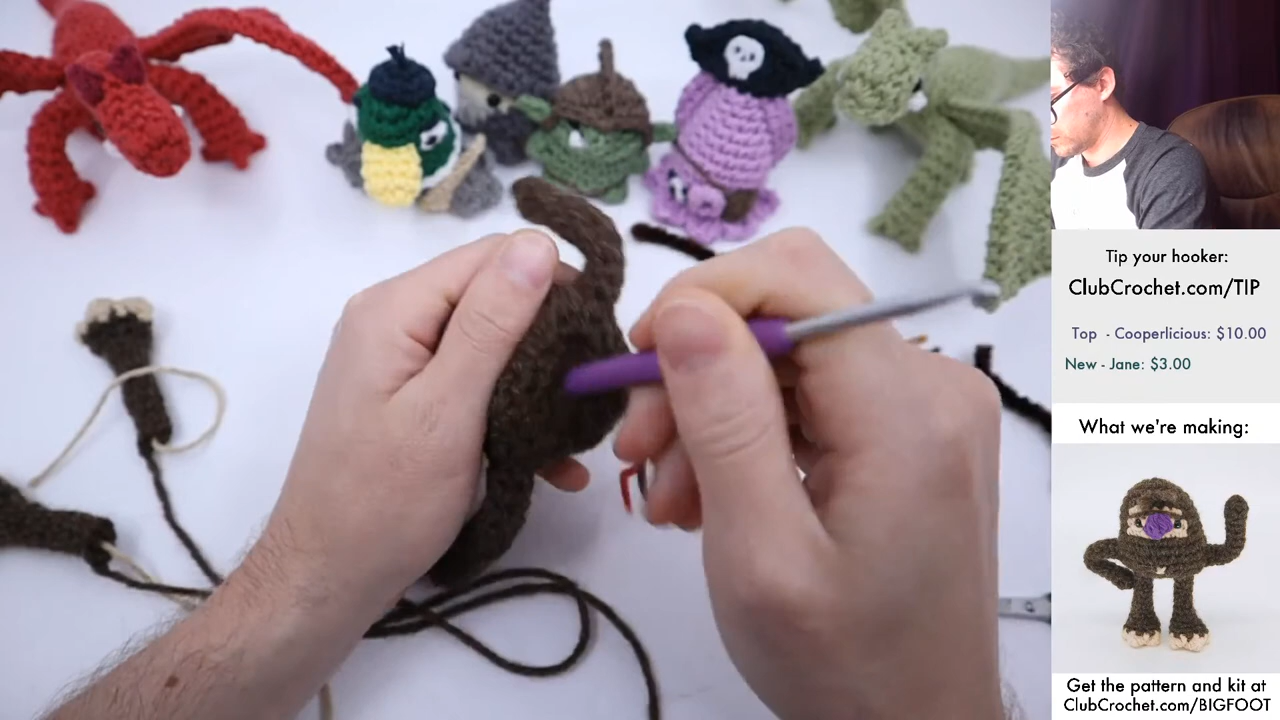 Tip your hooker:
ClubCrochet.com/TIP
Top - Cooperlicious: $10.00
New - Jane: $3.00
What we're making:
Get the pattern and kit at
ClubCrochet.com/BIGFOOT